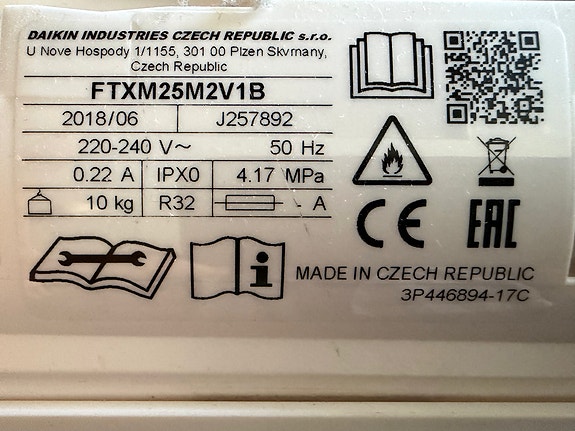 DAIKIN INDUSTRIES CZECH REPUBLIC s.r.o.
U Nove Hospody 1/1155, 301 00 Plzen Skvrnany,
Czech Republic
FTXM25M2V1B
2018/06 J257892
220-240 V~ 50 Hz
0.22 A IPX0 4.17 MPa
10 kg R32 - A
CE EAC
MADE IN CZECH REPUBLIC
3P446894-17C